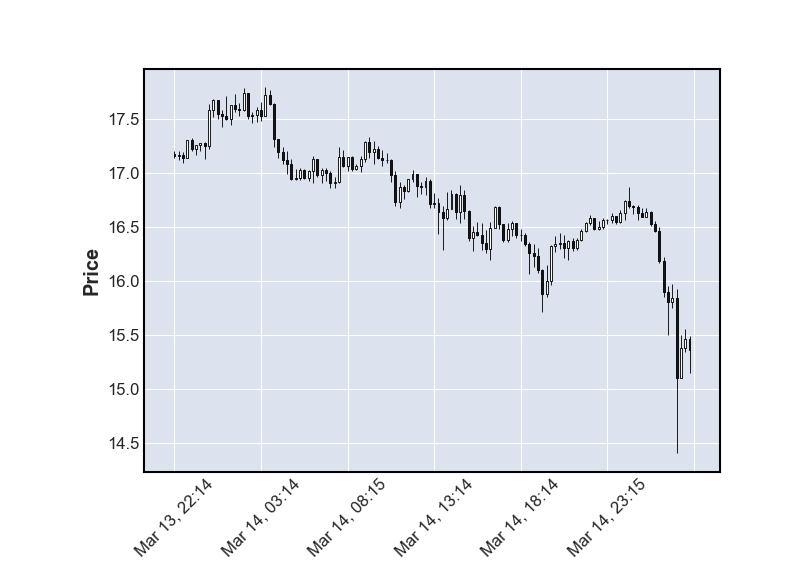 17.5
17.0
16.5
16.0
15.5
15.0
14.5
Price
Mar 13, 22:14
Mar 14, 03:14
Mar 14, 08:15
Mar 14, 13:14
Mar 14, 18:14
Mar 14, 23:15